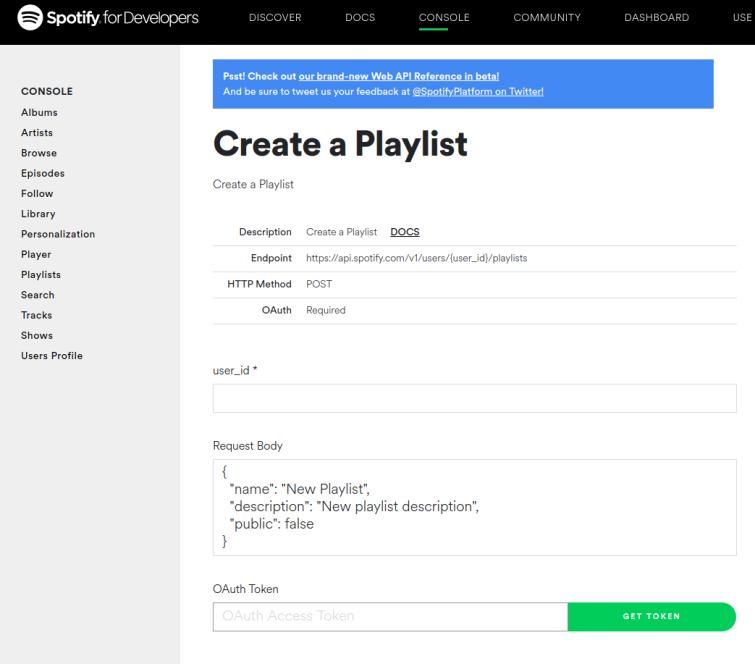 Spotify for Developers
DISCOVER
DOCS
CONSOLE
COMMUNITY
DASHBOARD
USE
CONSOLE
Albums
Artists
Browse
Episodes
Follow
Library
Personalization
Player
Playlists
Search
Tracks
Shows
Users Profile
Psst! Check out our brand-new Web API Reference in beta!
And be sure to tweet us your feedback at @SpotifyPlatform on Twitter!
Create a Playlist
Create a Playlist
Description Create a Playlist DOCS
Endpoint https://api.spotify.com/v1/users/{user_id}/playlists
HTTP Method POST
OAuth Required
user_id *
Request Body
{
"name": "New Playlist",
"description": "New playlist description",
"public": false
}
OAuth Token
OAuth Access Token
GET TOKEN